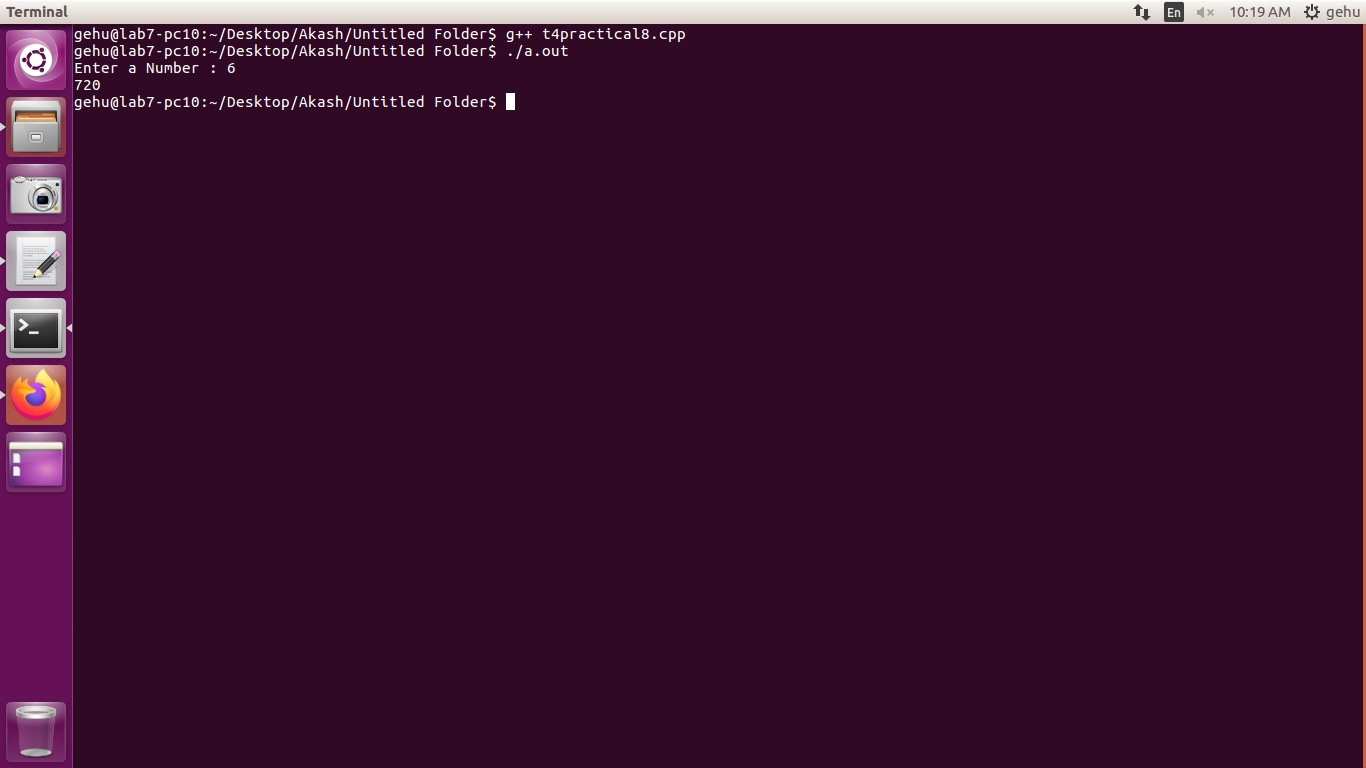 Terminal
En
10:19 AM
gehu
gehu@lab7-pc10:~/Desktop/Akash/Untitled Folder$ g++ t4practical8.cpp
gehu@lab7-pc10:~/Desktop/Akash/Untitled Folder$ ./a.out
Enter a Number : 6
720
gehu@lab7-pc10:~/Desktop/Akash/Untitled Folder$